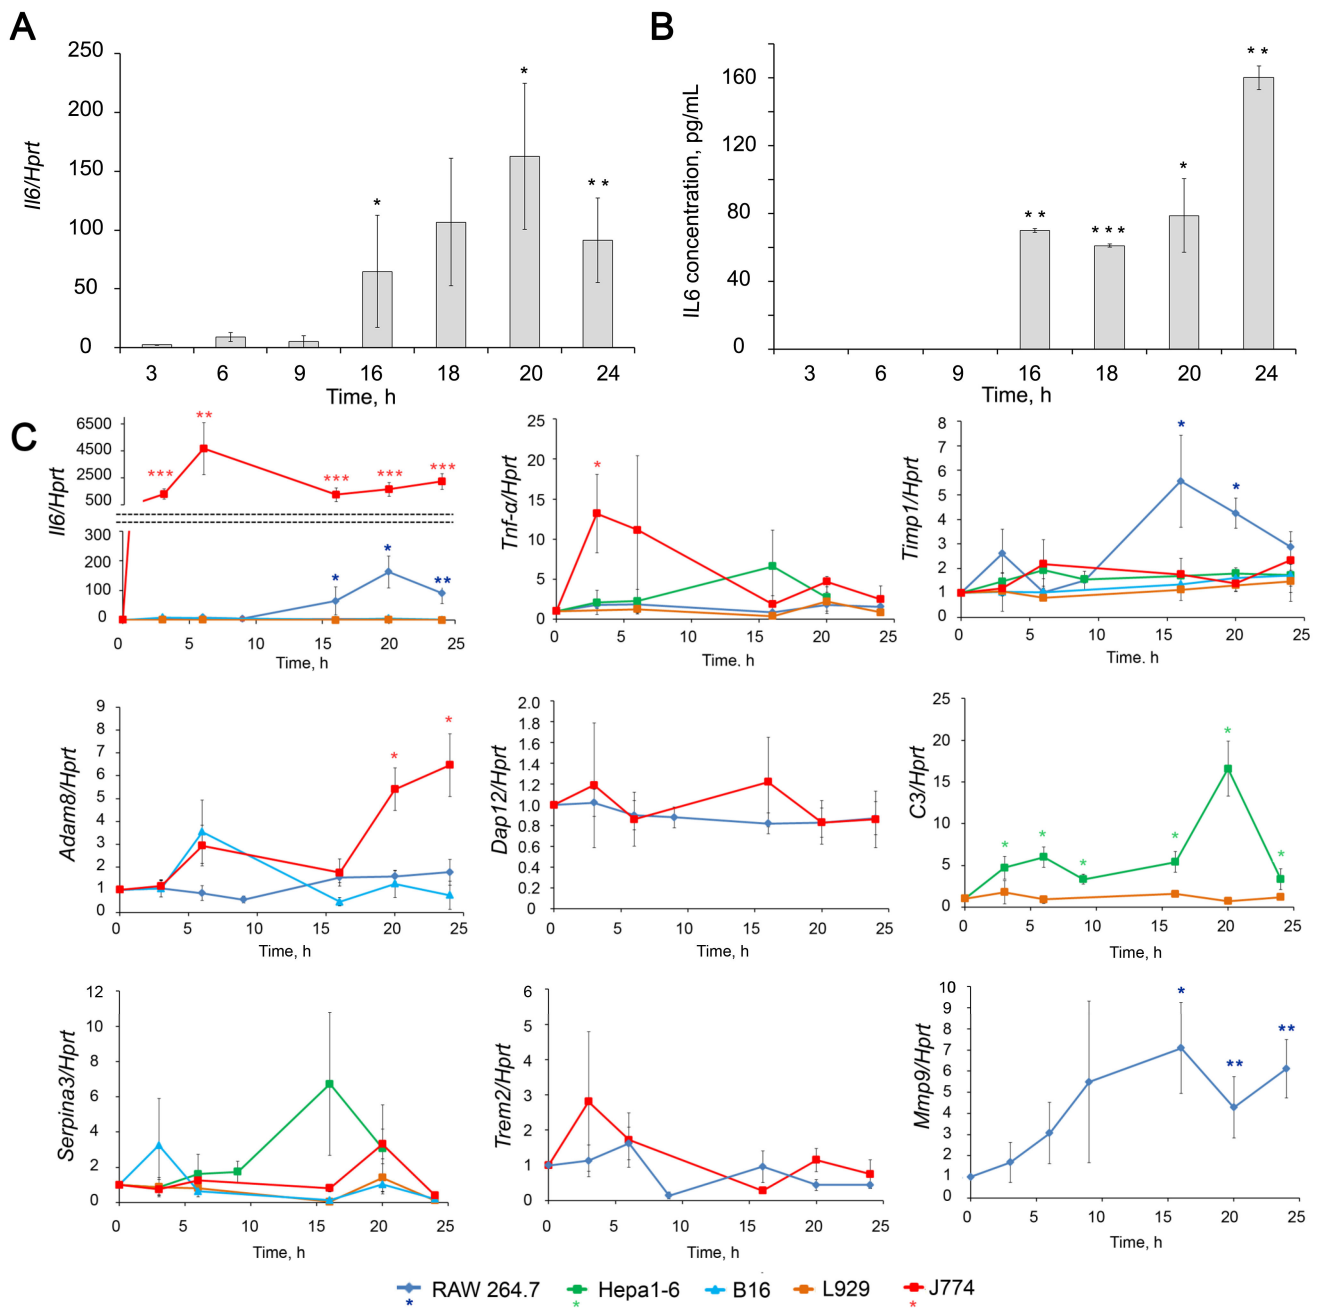 A
B
250
200
150
100
50
0
Il6/Hprt
*
*
* *
3 6 9 16 18 20 24
Time, h
160
120
80
40
0
IL6 concentration, pg/mL
* *
* * *
*
* *
3 6 9 16 18 20 24
Time, h
C
6500
4500
2500
500
300
200
100
0
Il6/Hprt
***
**
***
***
***
*
*
**
0 5 10 15 20 25
Time, h
25
20
15
10
5
0
Tnf-α/Hprt
*
0 5 10 15 20 25
Time. h
8
7
6
5
4
3
2
1
0
Timp1/Hprt
*
*
0 5 10 15 20 25
Time. h
9
8
7
6
5
4
3
2
1
0
Adam8/Hprt
*
*
0 5 10 15 20 25
Time, h
2.0
1.8
1.6
1.4
1.2
1.0
0.8
0.6
0.4
0.2
0
Dap12/Hprt
0 5 10 15 20 25
Time, h
25
20
15
10
5
0
C3/Hprt
*
*
*
*
*
*
0 5 10 15 20 25
Time, h
12
10
8
6
4
2
0
Serpina3/Hprt
0 5 10 15 20 25
Time, h
6
5
4
3
2
1
0
Trem2/Hprt
0 5 10 15 20 25
Time, h
10
9
8
7
6
5
4
3
2
1
0
Mmp9/Hprt
*
**
**
0 5 10 15 20 25
Time, h
RAW 264.7 Hepa1-6 B16 L929 J774
* * *